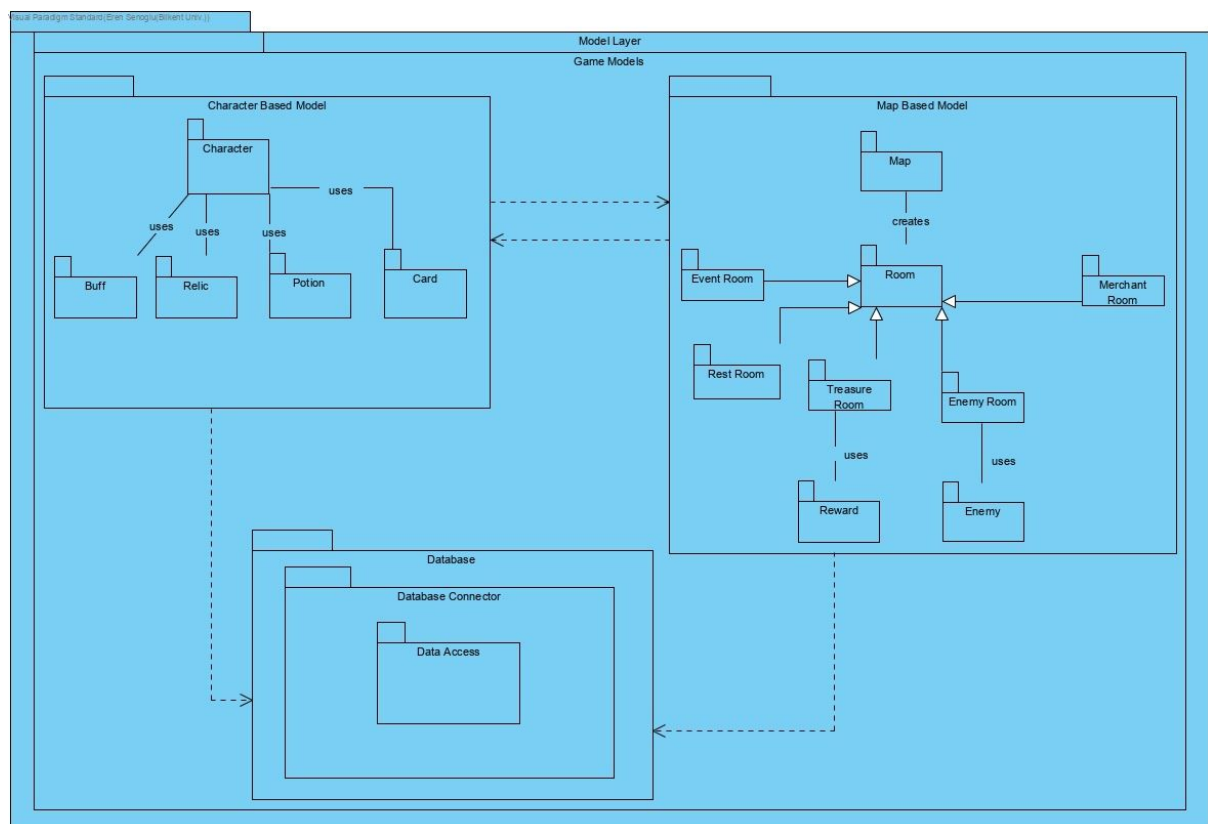 Visual Paradigm Standard(Eren Senoglu(Bilkent Univ.))
Model Layer
Game Models
Character Based Model
Character
uses
uses
uses
uses
Buff
Relic
Potion
Card
Map Based Model
Map
creates
Event Room
Room
Merchant
Room
Rest Room
Treasure
Room
Enemy Room
uses
uses
Reward
Enemy
Database
Database Connector
Data Access